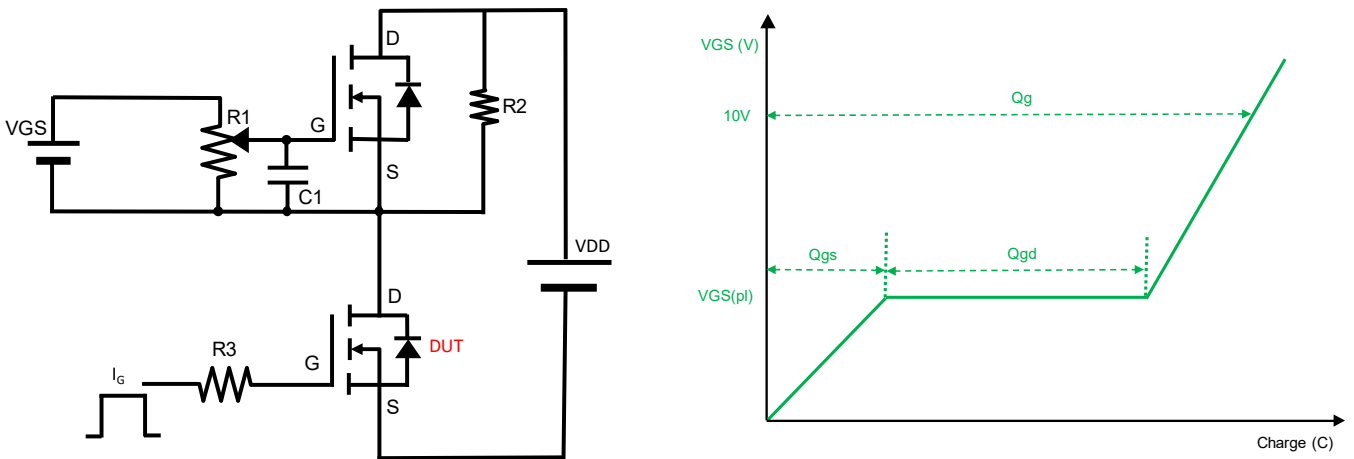 D
VGS
R1
G
R2
S
C1
VDD
D
R3
G
DUT
IG
S
VGS (V)
Qg
10V
Qgs
Qgd
VGS(pl)
Charge (C)